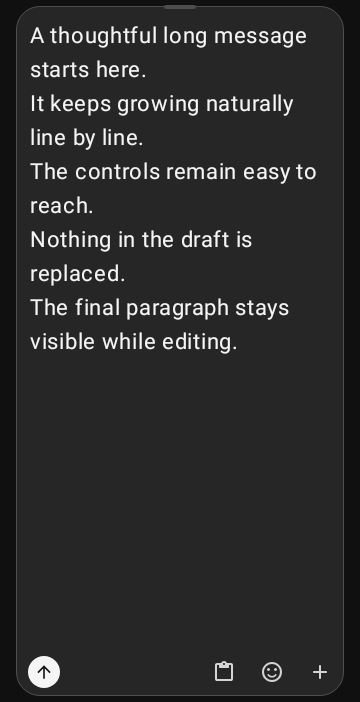 A thoughtful long message
starts here.
It keeps growing naturally
line by line.
The controls remain easy to
reach.
Nothing in the draft is
replaced.
The final paragraph stays
visible while editing.